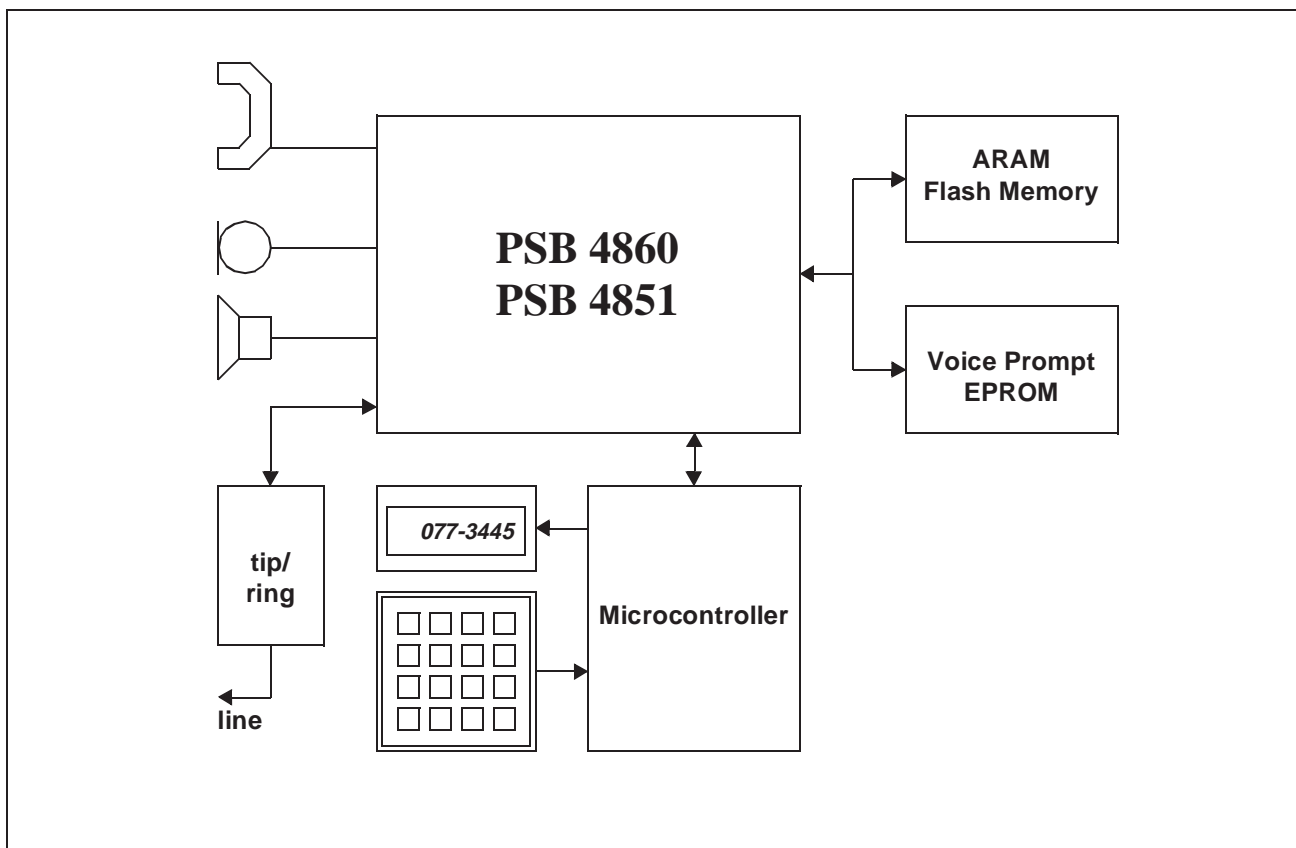 PSB 4860
PSB 4851
ARAM
Flash Memory
Voice Prompt
EPROM
tip/
ring
line
077-3445
Microcontroller